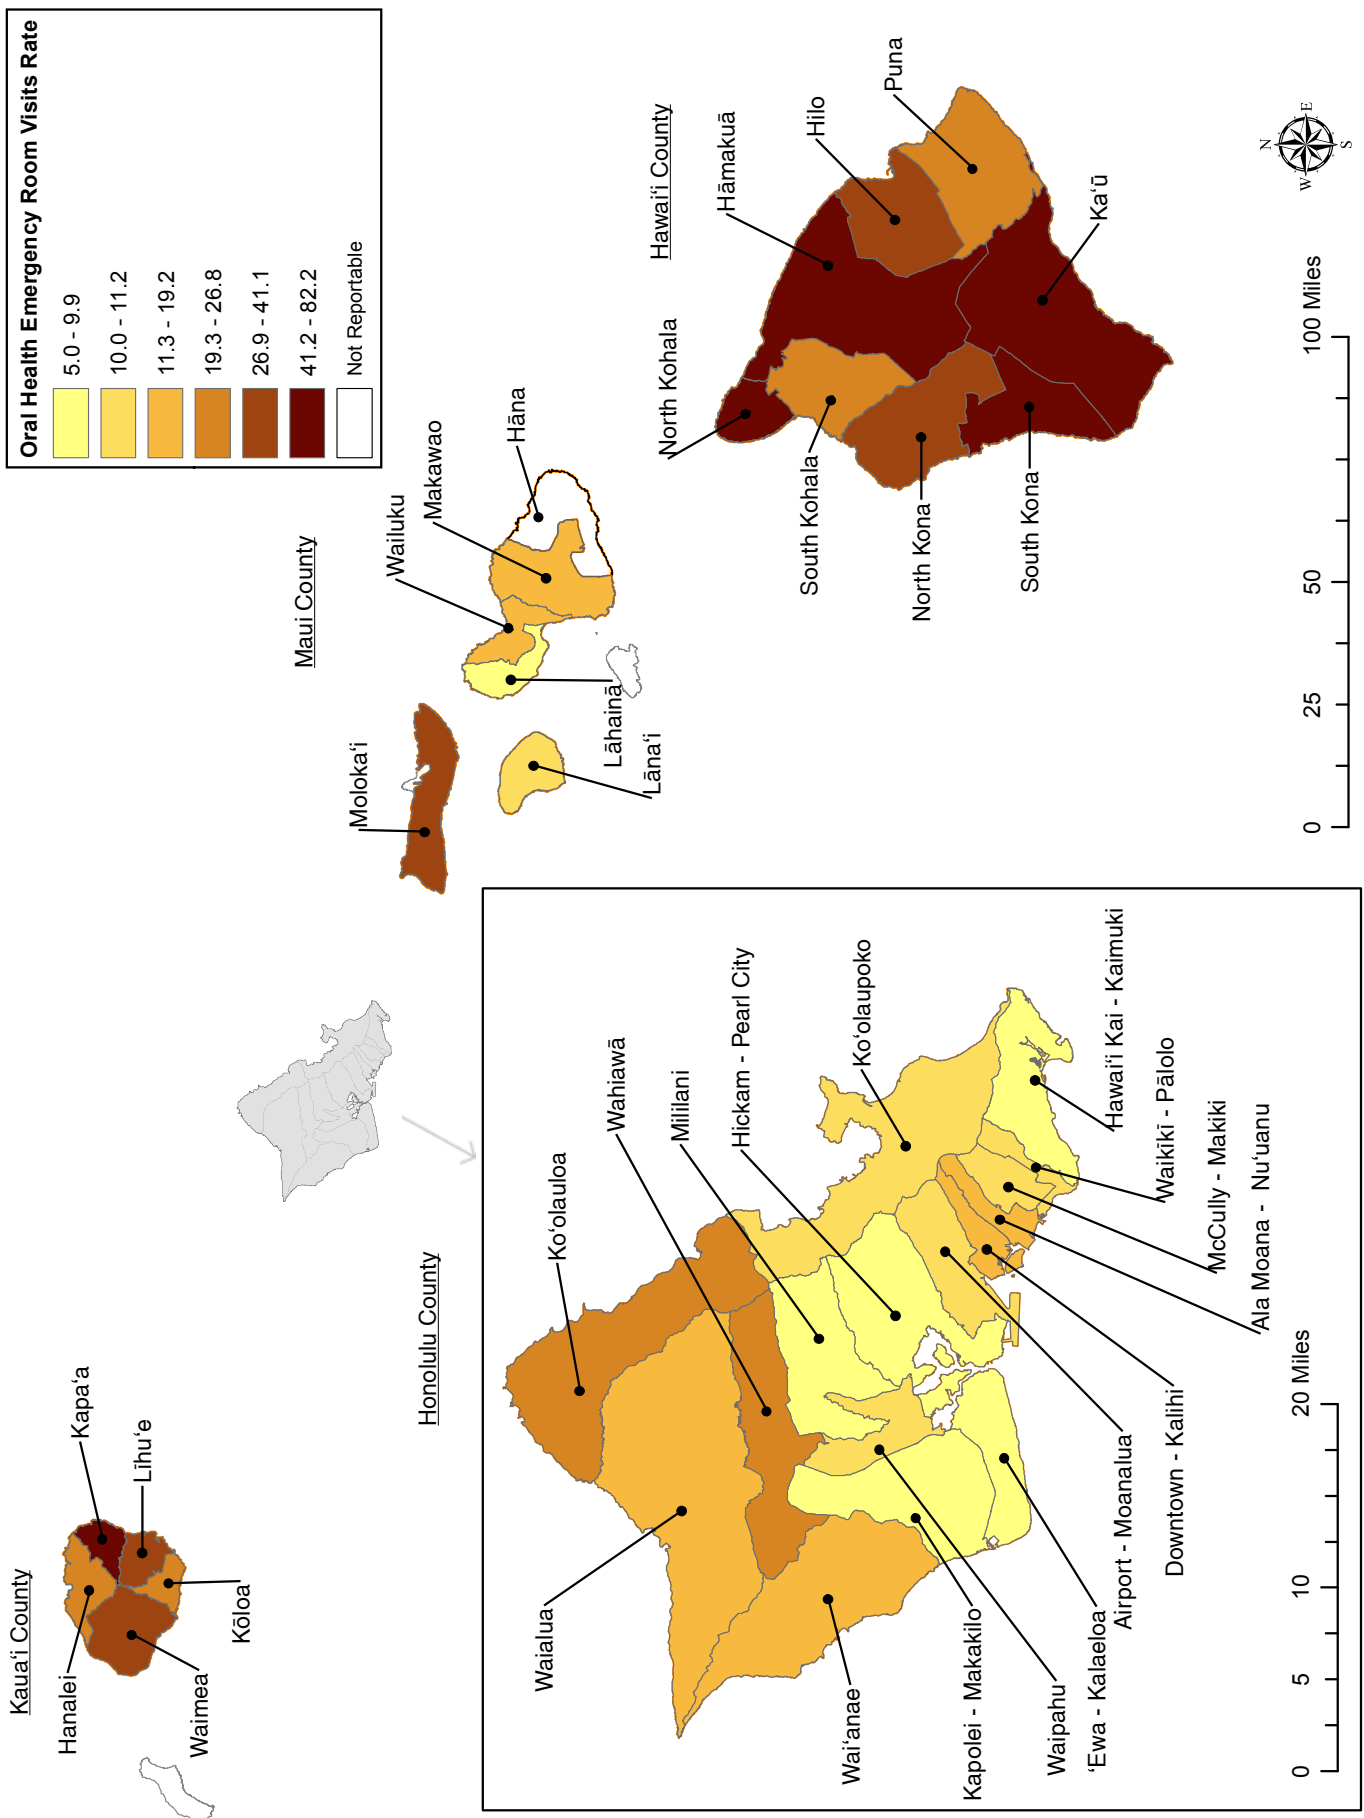 Oral Health Emergency Room Visits Rate
5.0 - 9.9
10.0 - 11.2
11.3 - 19.2
19.3 - 26.8
26.9 - 41.1
41.2 - 82.2
Not Reportable
Kauaʻi County
Hanalei
Kapaʻa
Lihuʻe
Waimea
Kōloa
Honolulu County
Koʻolauloa
Wahiawā
Mililani
Hickam - Pearl City
Koʻolaupoko
Waialua
Waiʻanae
Kapolei - Makakilo
Waipahu
ʻEwa - Kalaeloa
Airport - Moanalua
Downtown - Kalihi
Ala Moana - Nuʻuanu
McCully - Makiki
Waikīkī - Pālolo
Hawaiʻi Kai - Kaimuki
0 5 10 20 Miles
Maui County
Molokaʻi
Wailuku
Makawao
Hāna
Lāhainā
Lānaʻi
Hawaiʻi County
North Kohala
Hāmakuā
Hilo
Puna
South Kohala
North Kona
South Kona
Kaʻū
0 25 50 100 Miles
N
W E
S